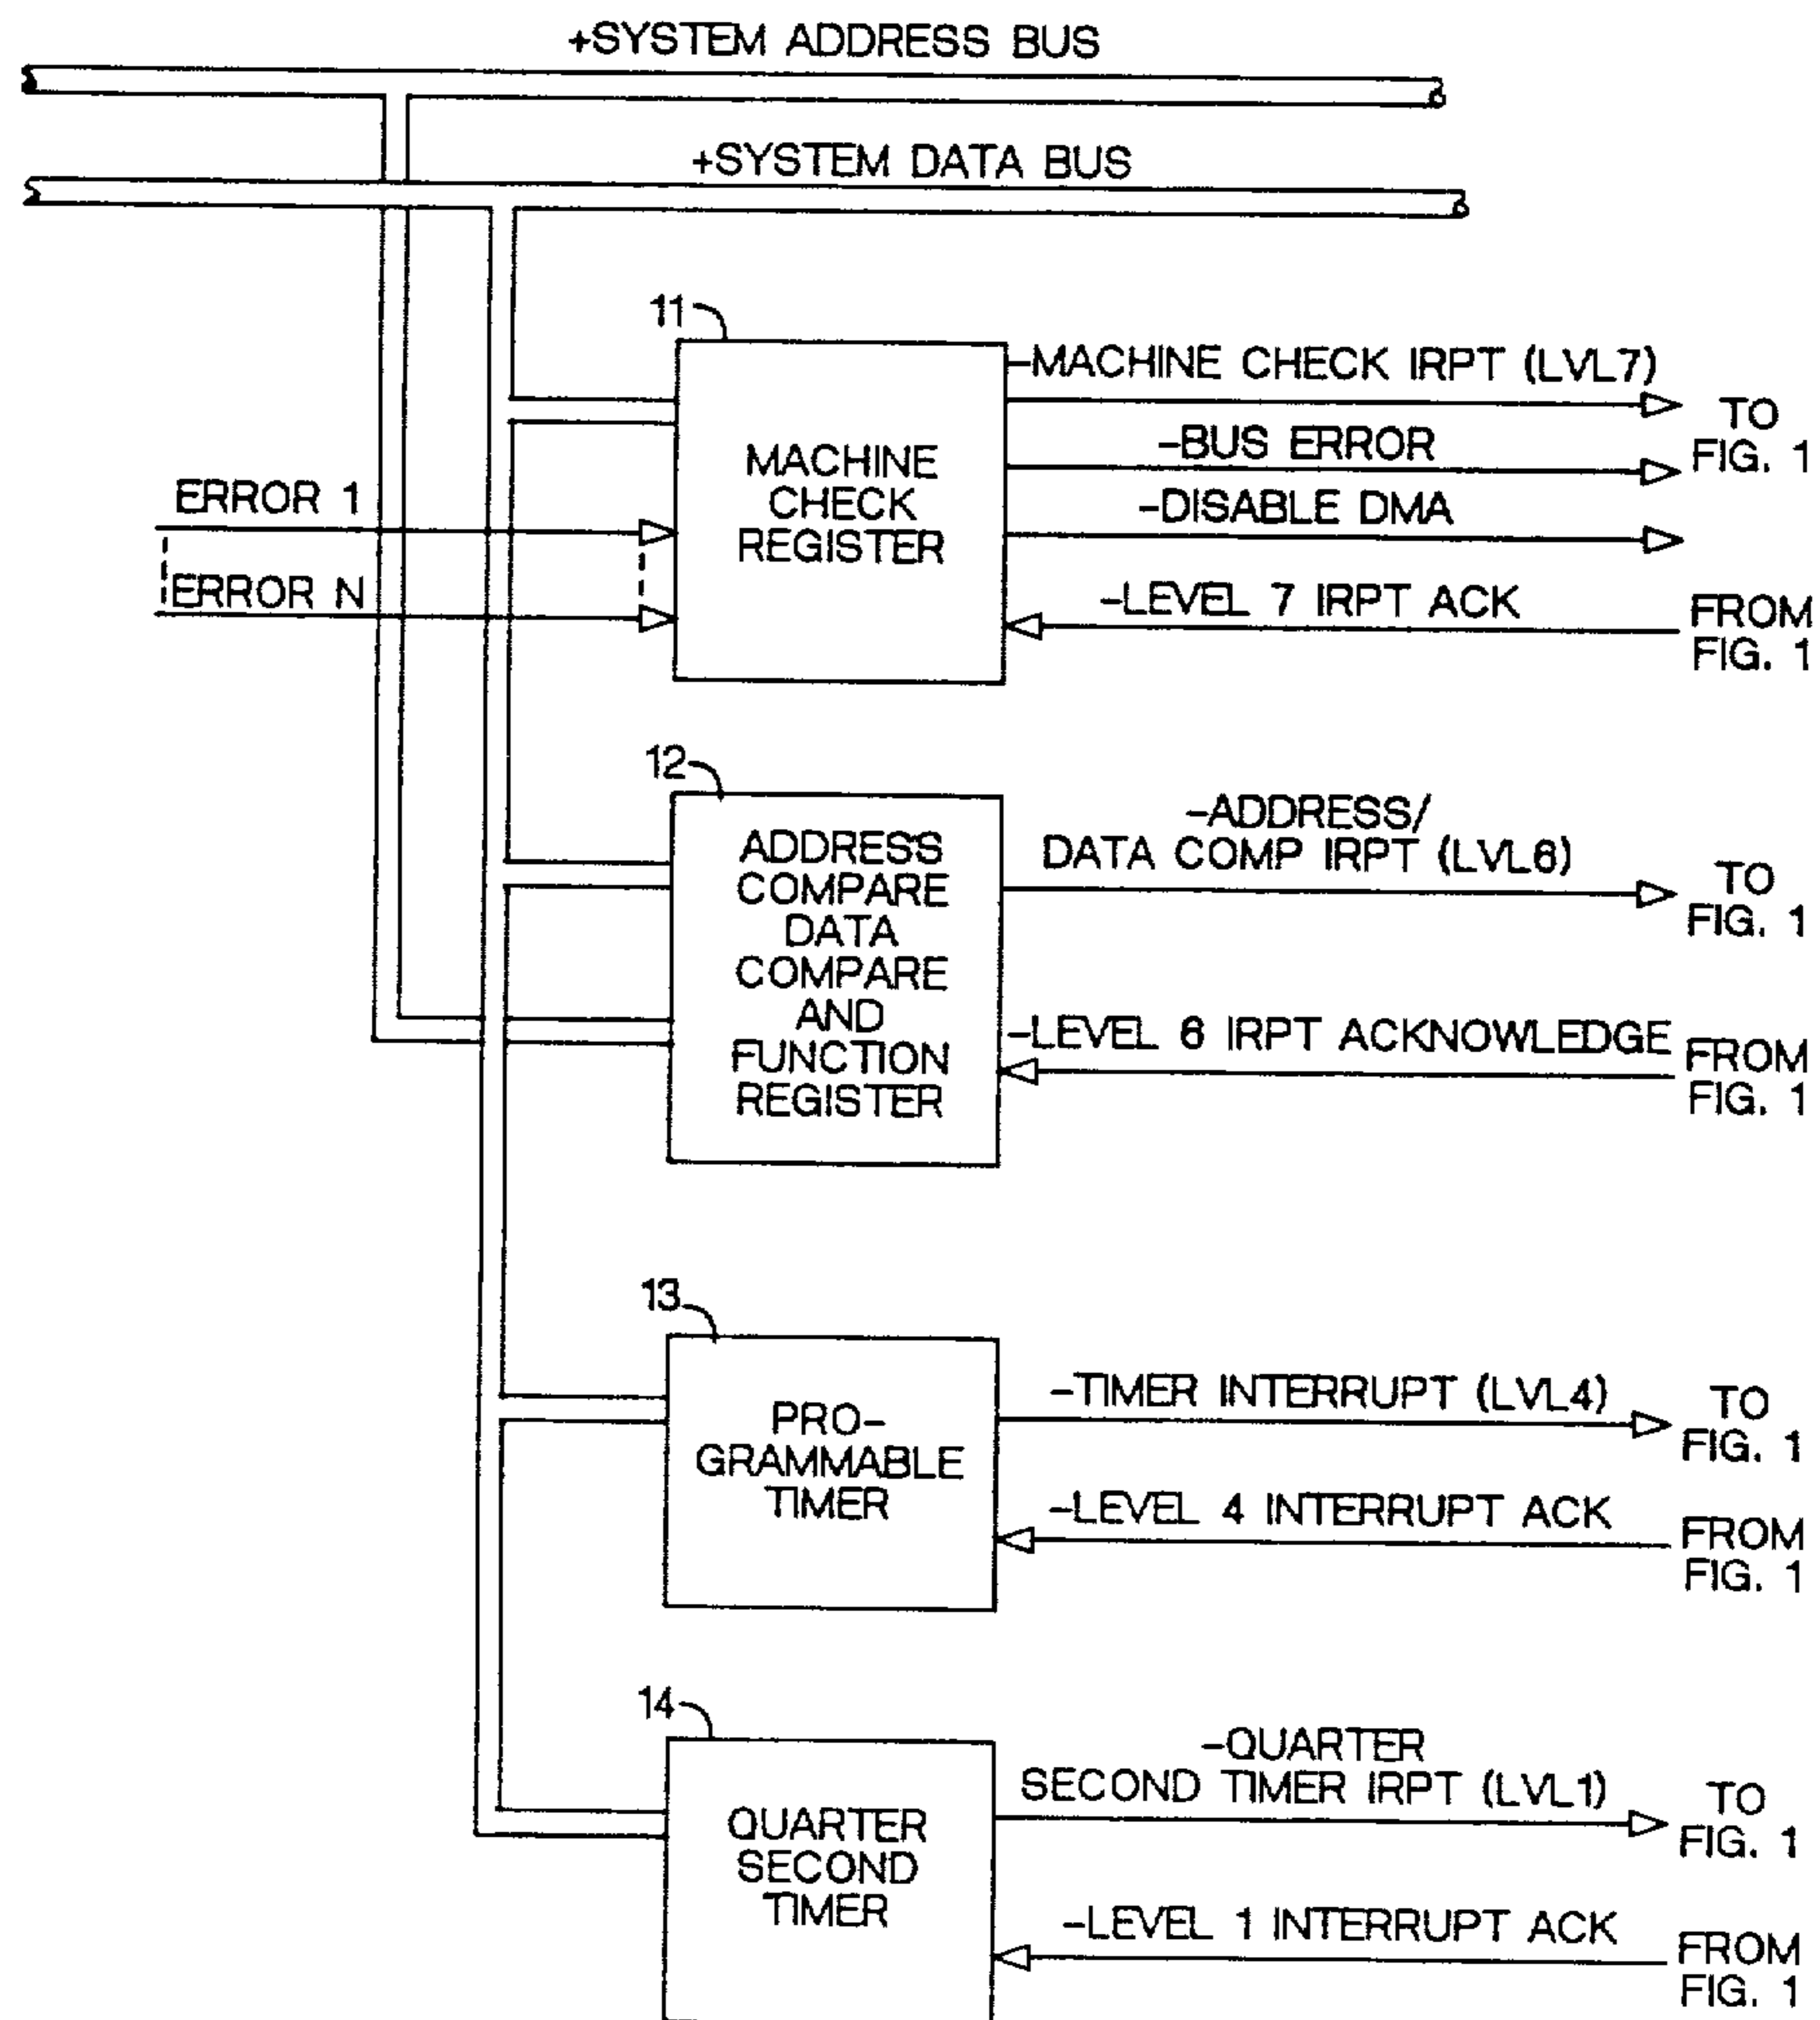 +SYSTEM ADDRESS BUS
+SYSTEM DATA BUS
11
-MACHINE CHECK IRPT (LVL7)
TO
FIG. 1
-BUS ERROR
-DISABLE DMA
MACHINE
CHECK
REGISTER
ERROR 1
ERROR N
-LEVEL 7 IRPT ACK
FROM
FIG. 1
12
ADDRESS
COMPARE
DATA
COMPARE
AND
FUNCTION
REGISTER
-ADDRESS/
DATA COMP IRPT (LVL6)
TO
FIG. 1
-LEVEL 6 IRPT ACKNOWLEDGE
FROM
FIG. 1
13
PRO-
GRAMMABLE
TIMER
-TIMER INTERRUPT (LVL4)
TO
FIG. 1
-LEVEL 4 INTERRUPT ACK
FROM
FIG. 1
14
QUARTER
SECOND
TIMER
-QUARTER
SECOND TIMER IRPT (LVL1)
TO
FIG. 1
-LEVEL 1 INTERRUPT ACK
FROM
FIG. 1